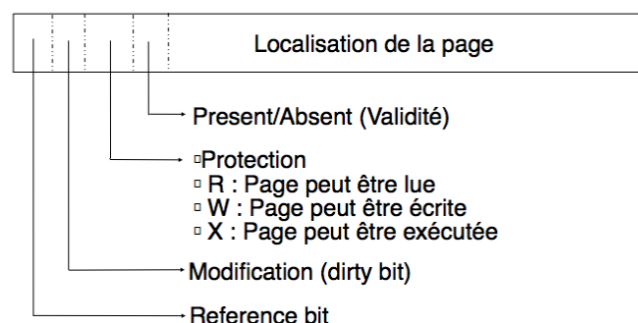 Localisation de la page
Present/Absent (Validité)
Protection
R : Page peut être lue
W : Page peut être écrite
X : Page peut être exécutée
Modification (dirty bit)
Reference bit